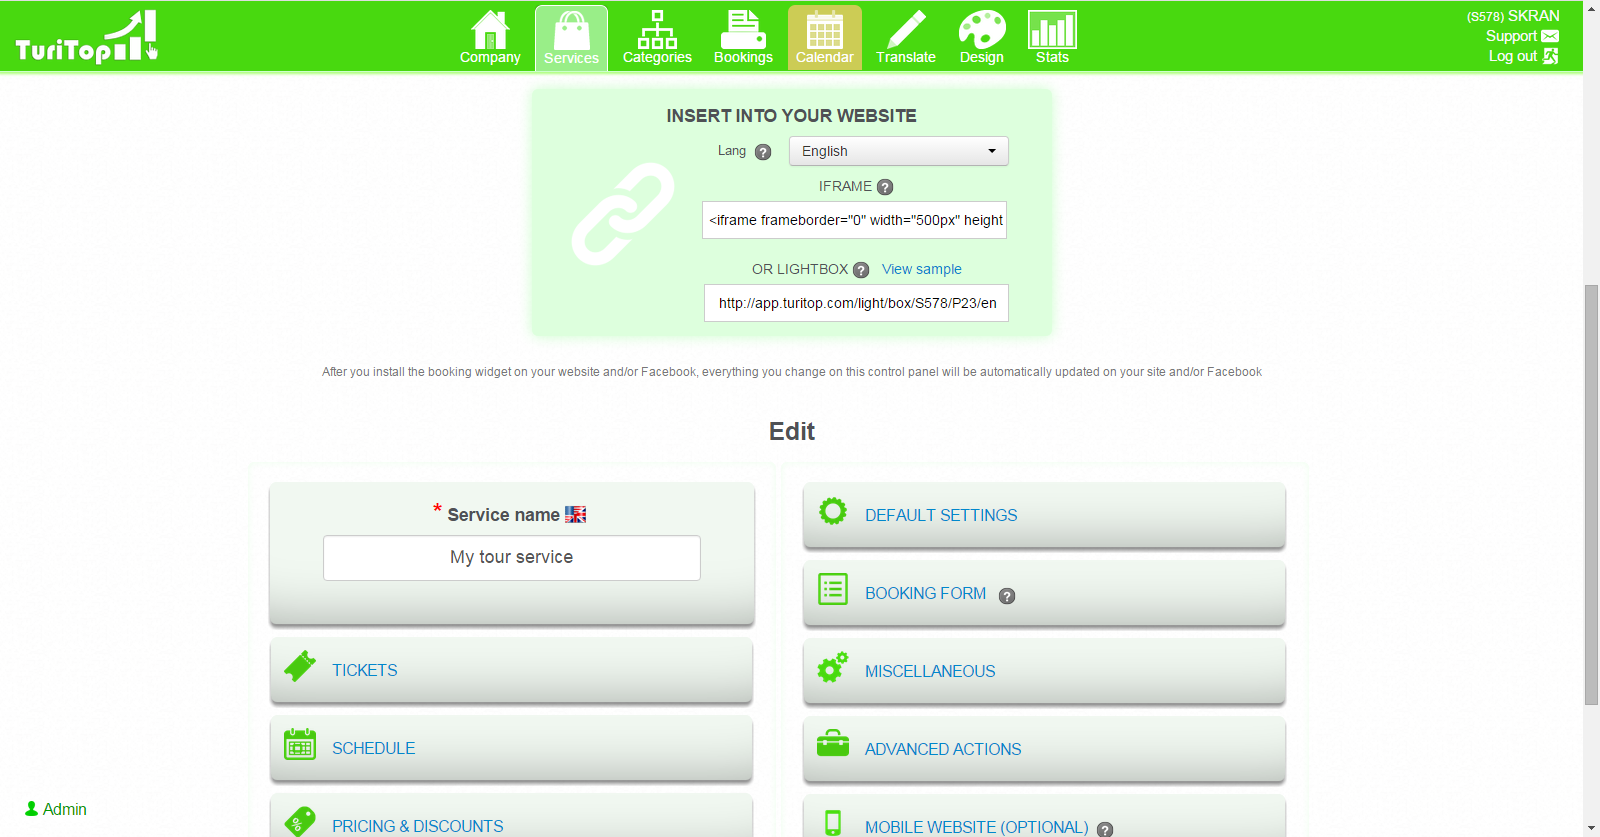 TuriTop
Company
Services
Categories
Bookings
Calendar
Translate
Design
Stats
(S578) SKRAN
Support
Log out
INSERT INTO YOUR WEBSITE
Lang ?
English
IFRAME ?
<iframe frameborder="0" width="500px" height
OR LIGHTBOX ? View sample
http://app.turitop.com/light/box/S578/P23/en
After you install the booking widget on your website and/or Facebook, everything you change on this control panel will be automatically updated on your site and/or Facebook
Edit
* Service name
My tour service
TICKETS
SCHEDULE
PRICING & DISCOUNTS
DEFAULT SETTINGS
BOOKING FORM ?
MISCELLANEOUS
ADVANCED ACTIONS
MOBILE WEBSITE (OPTIONAL) ?
Admin